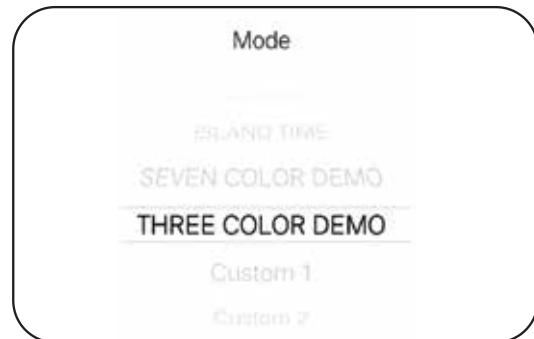 Mode
ISLAND TIME
SEVEN COLOR DEMO
THREE COLOR DEMO
Custom 1
Custom 2